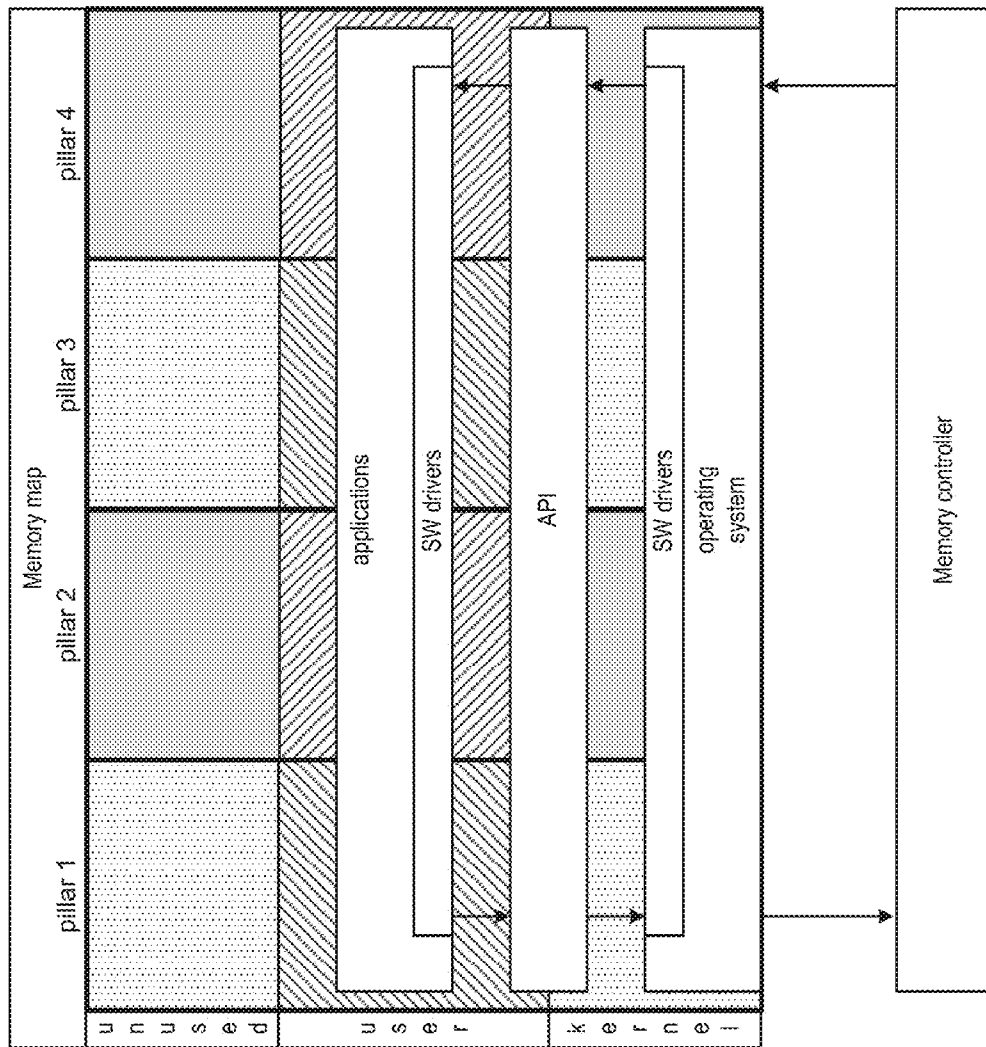 Memory map
pillar 1
pillar 2
pillar 3
pillar 4
unused
user
kernel
applications
SW drivers
API
SW drivers
operating
system
Memory controller